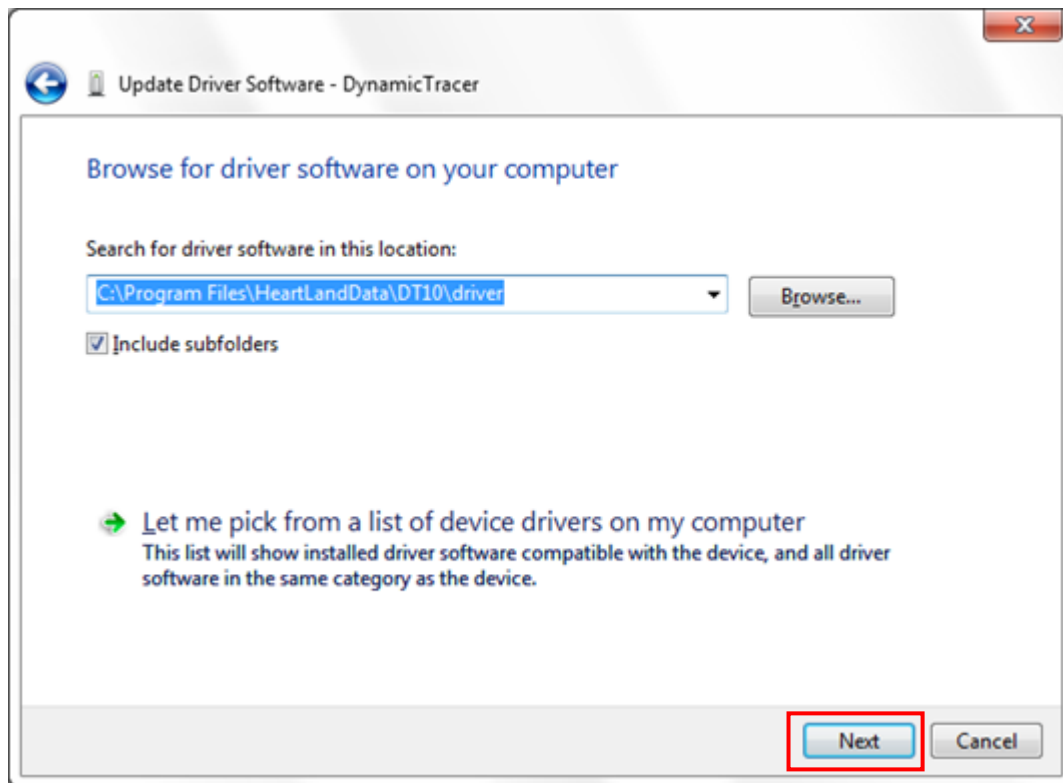 Update Driver Software - DynamicTracer
Browse for driver software on your computer
Search for driver software in this location:
C:\Program Files\HeartLandData\DT10\driver
Browse...
Include subfolders
Let me pick from a list of device drivers on my computer
This list will show installed driver software compatible with the device, and all driver
software in the same category as the device.
Next
Cancel